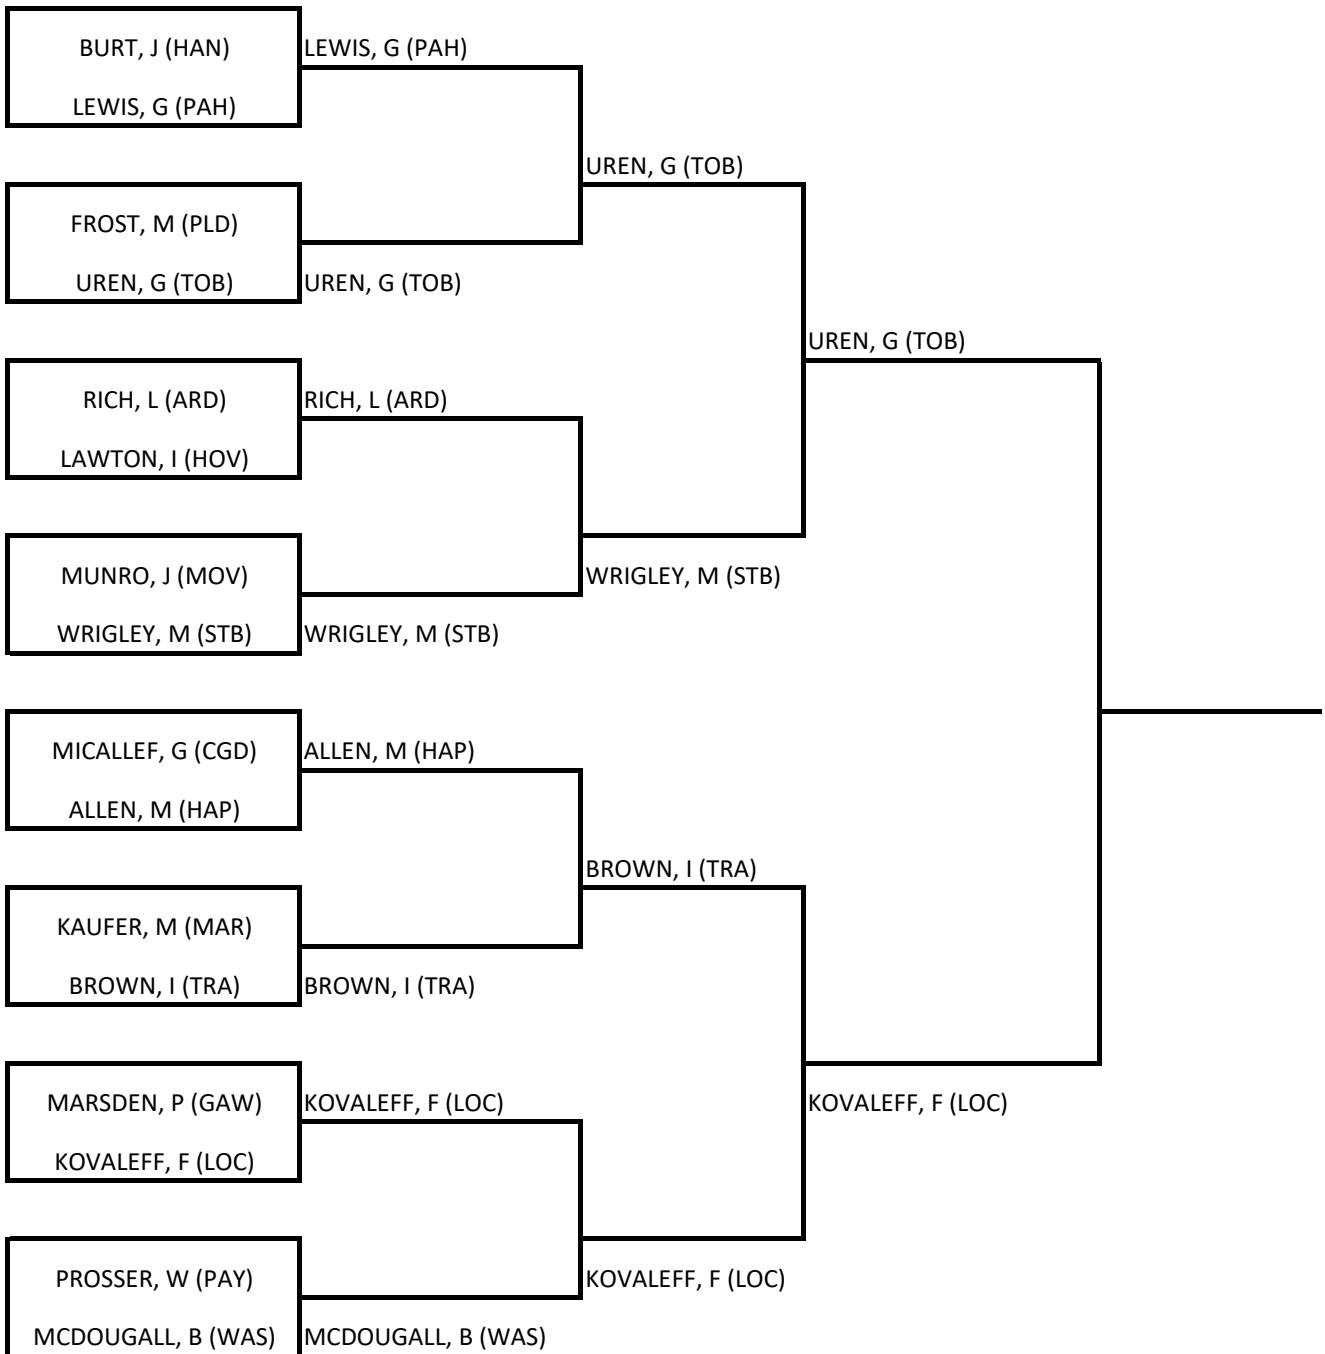 BURT, J (HAN)
LEWIS, G (PAH)
LEWIS, G (PAH)
UREN, G (TOB)
FROST, M (PLD)
UREN, G (TOB)
UREN, G (TOB)
UREN, G (TOB)
RICH, L (ARD)
RICH, L (ARD)
LAWTON, I (HOV)
MUNRO, J (MOV)
WRIGLEY, M (STB)
WRIGLEY, M (STB)
WRIGLEY, M (STB)
MICALLEF, G (CGD)
ALLEN, M (HAP)
ALLEN, M (HAP)
BROWN, I (TRA)
KAUFER, M (MAR)
BROWN, I (TRA)
BROWN, I (TRA)
MARSDEN, P (GAW)
KOVALEFF, F (LOC)
KOVALEFF, F (LOC)
KOVALEFF, F (LOC)
PROSSER, W (PAY)
KOVALEFF, F (LOC)
MCDOUGALL, B (WAS)
MCDOUGALL, B (WAS)